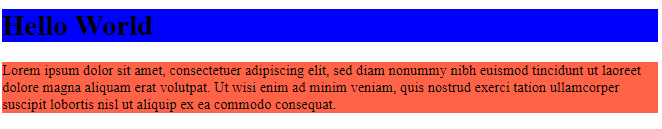 Hello World
Lorem ipsum dolor sit amet, consectetuer adipiscing elit, sed diam nonummy nibh euismod tincidunt ut laoreet
dolore magna aliquam erat volutpat. Ut wisi enim ad minim veniam, quis nostrud exerci tation ullamcorper
suscipit lobortis nisl ut aliquip ex ea commodo consequat.